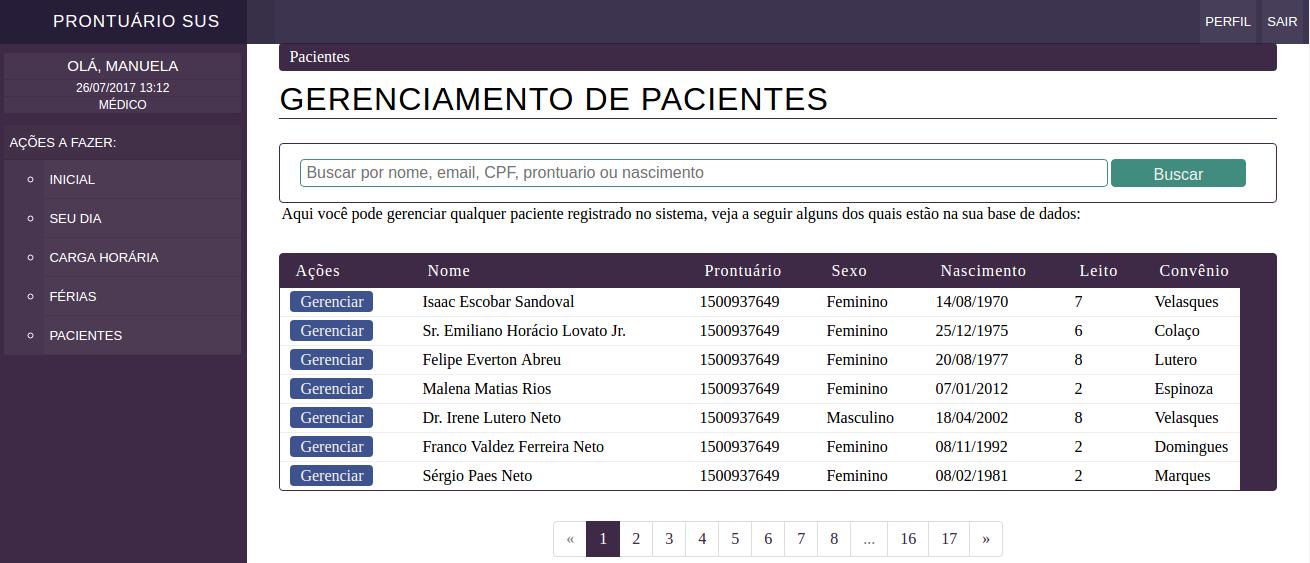 PRONTUÁRIO SUS
PERFIL SAIR
OLÁ, MANUELA
26/07/2017 13:12
MÉDICO
AÇÕES A FAZER:
INICIAL
SEU DIA
CARGA HORÁRIA
FÉRIAS
PACIENTES
Pacientes
GERENCIAMENTO DE PACIENTES
Buscar por nome, email, CPF, prontuario ou nascimento Buscar
Aqui você pode gerenciar qualquer paciente registrado no sistema, veja a seguir alguns dos quais estão na sua base de dados:
Ações Nome Prontuário Sexo Nascimento Leito Convênio
Gerenciar Isaac Escobar Sandoval 1500937649 Feminino 14/08/1970 7 Velasques
Gerenciar Sr. Emiliano Horácio Lovato Jr. 1500937649 Feminino 25/12/1975 6 Colaço
Gerenciar Felipe Everton Abreu 1500937649 Feminino 20/08/1977 8 Lutero
Gerenciar Malena Matias Rios 1500937649 Feminino 07/01/2012 2 Espinoza
Gerenciar Dr. Irene Lutero Neto 1500937649 Masculino 18/04/2002 8 Velasques
Gerenciar Franco Valdez Ferreira Neto 1500937649 Feminino 08/11/1992 2 Domingues
Gerenciar Sérgio Paes Neto 1500937649 Feminino 08/02/1981 2 Marques
« 1 2 3 4 5 6 7 8 ... 16 17 »